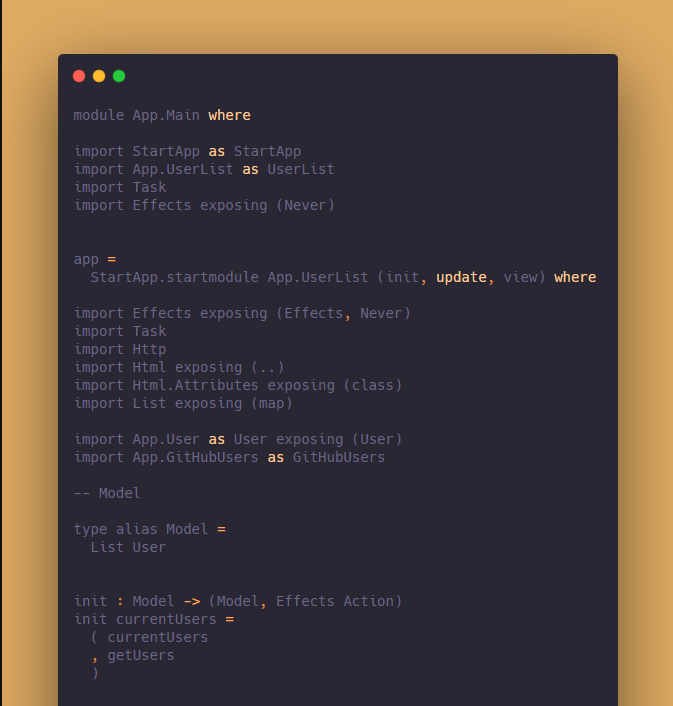 module App.Main where
import StartApp as StartApp
import App.UserList as UserList
import Task
import Effects exposing (Never)
app =
StartApp.startmodule App.UserList (init, update, view) where
import Effects exposing (Effects, Never)
import Task
import Http
import Html exposing (..)
import Html.Attributes exposing (class)
import List exposing (map)
import App.User as User exposing (User)
import App.GitHubUsers as GitHubUsers
-- Model
type alias Model =
List User
init : Model -> (Model, Effects Action)
init currentUsers =
( currentUsers
, getUsers
)